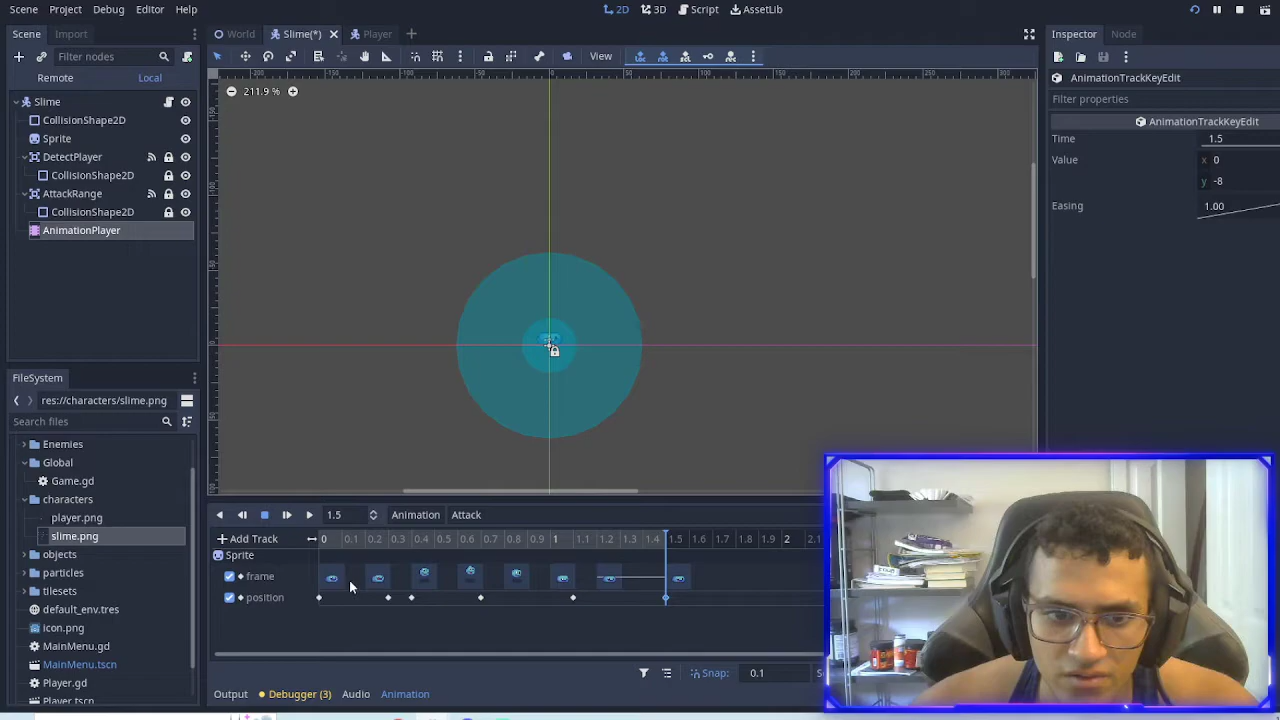 Scene Project Debug Editor Help
2D 3D Script AssetLib
Scene Import
World Slime(*) Player
Inspector Node
Filter nodes
View
Remote Local
AnimationTrackKeyEdit
Filter properties
AnimationTrackKeyEdit
Time 1.5
Value x 0
y -8
Easing 1.00
211.9 %
Slime
CollisionShape2D
Sprite
DetectPlayer
CollisionShape2D
AttackRange
CollisionShape2D
AnimationPlayer
FileSystem
res://characters/slime.png
Search files
Enemies
Global
Game.gd
characters
player.png
slime.png
objects
particles
tilesets
default_env.tres
icon.png
MainMenu.gd
MainMenu.tscn
Player.gd
Player.tscn
1.5 Animation Attack
Add Track 0 0.1 0.2 0.3 0.4 0.5 0.6 0.7 0.8 0.9 1 1.1 1.2 1.3 1.4 1.5 1.6 1.7 1.8 1.9 2 2.1
Sprite
frame
position
Snap: 0.1
Output Debugger (3) Audio Animation